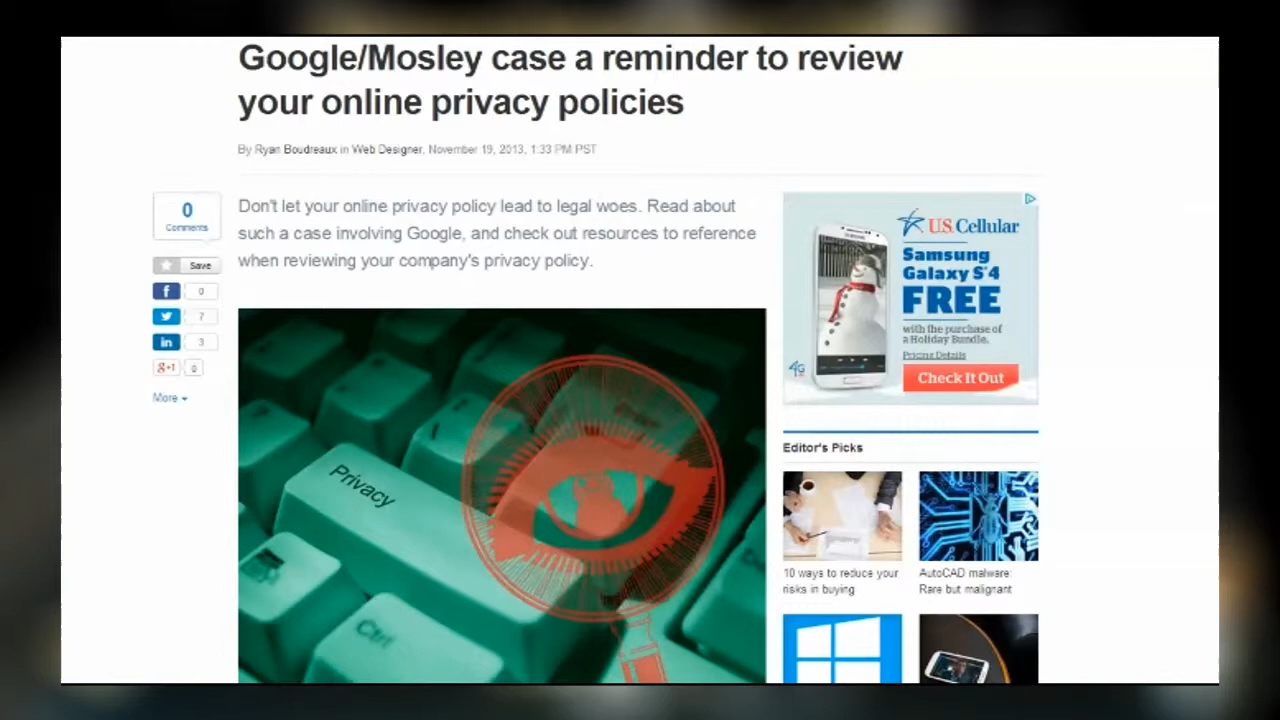 Google/Mosley case a reminder to review
your online privacy policies
By Ryan Boudreaux in Web Designer, November 19, 2013, 1:33 PM PST
0
Comments
Save
0
7
3
g+1 0
More
Don't let your online privacy policy lead to legal woes. Read about
such a case involving Google, and check out resources to reference
when reviewing your company's privacy policy.
Privacy
Ctrl
U.S. Cellular
SAMSUNG
Samsung
Galaxy S®4
FREE
with the purchase of
a Holiday Bundle.
Pricing Details
Check It Out
4G
Editor's Picks
10 ways to reduce your
risks in buying
AutoCAD malware:
Rare but malignant